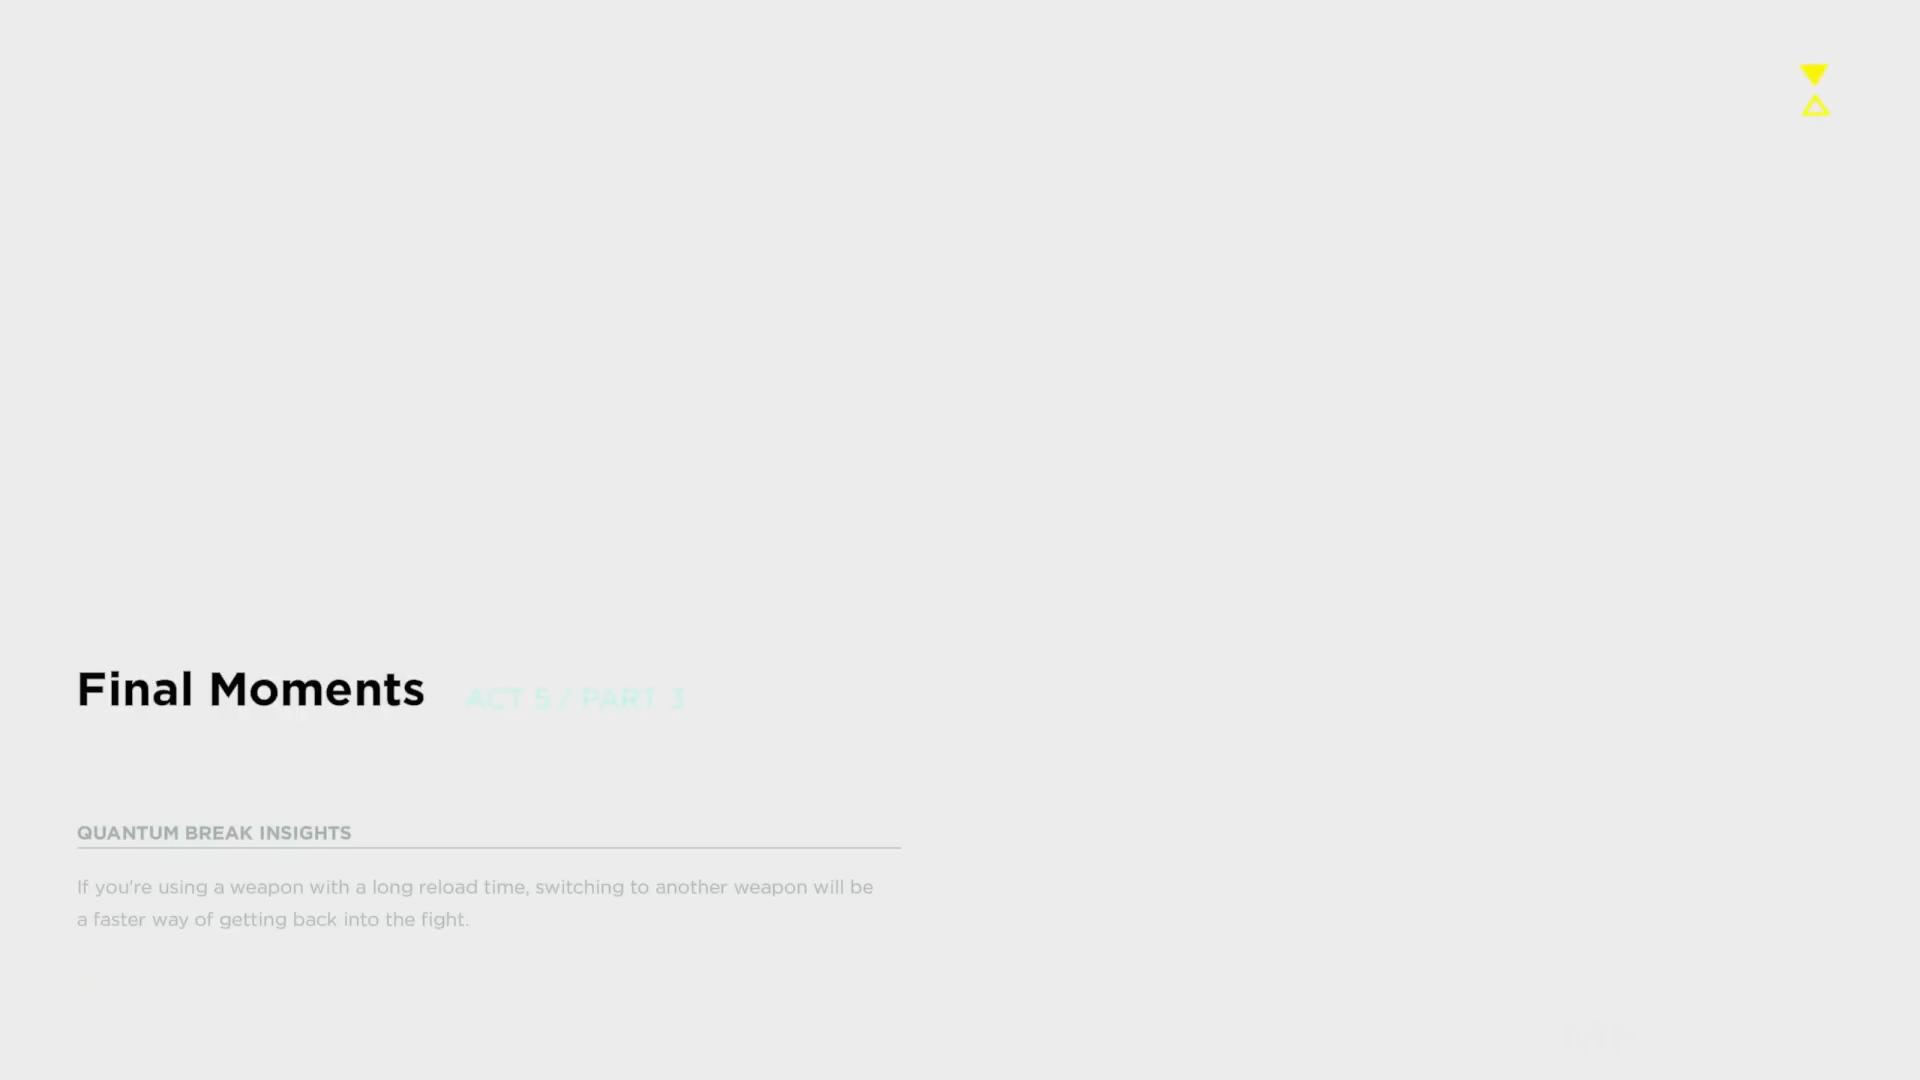 Final Moments ACT 5 / PART 3
QUANTUM BREAK INSIGHTS
If you're using a weapon with a long reload time, switching to another weapon will be
a faster way of getting back into the fight.